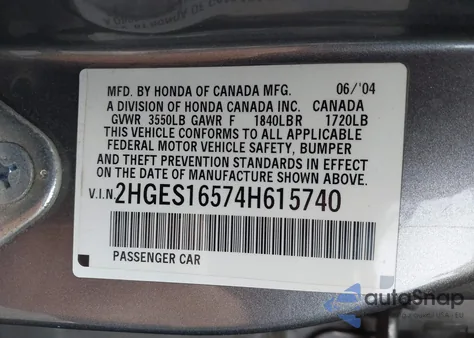 MFD. BY HONDA OF CANADA MFG. 06/'04
A DIVISION OF HONDA CANADA INC. CANADA
GVWR 3550LB GAWR F 1840LBR 1720LB
THIS VEHICLE CONFORMS TO ALL APPLICABLE
FEDERAL MOTOR VEHICLE SAFETY, BUMPER
AND THEFT PREVENTION STANDARDS IN EFFECT
ON THE DATE OF MANUFACTURE SHOWN ABOVE.
V.I.N. 2HGES16574H615740
PASSENGER CAR
autoSnap